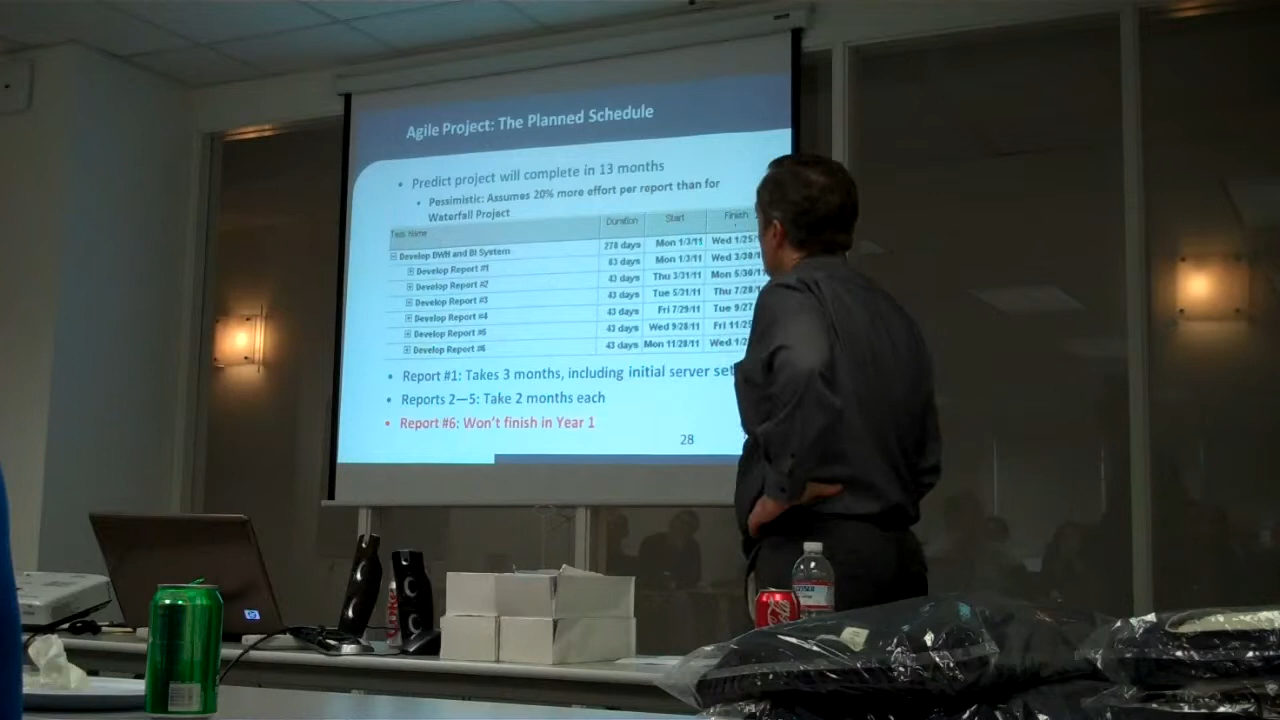 Agile Project: The Planned Schedule
• Predict project will complete in 13 months
• Pessimistic: Assumes 20% more effort per report than for
Waterfall Project
Task Name Duration Start Finish
Develop DWH and BI System 278 days Mon 1/3/11 Wed 1/25/
Develop Report #1 63 days Mon 1/3/11 Wed 3/30/1
Develop Report #2 43 days Thu 3/31/11 Mon 5/30/1
Develop Report #3 43 days Tue 5/31/11 Thu 7/28/1
Develop Report #4 43 days Fri 7/29/11 Tue 9/27
Develop Report #5 43 days Wed 9/28/11 Fri 11/25
Develop Report #6 43 days Mon 11/28/11 Wed 1/2
• Report #1: Takes 3 months, including initial server set
• Reports 2—5: Take 2 months each
• Report #6: Won't finish in Year 1
28
hp
Coke